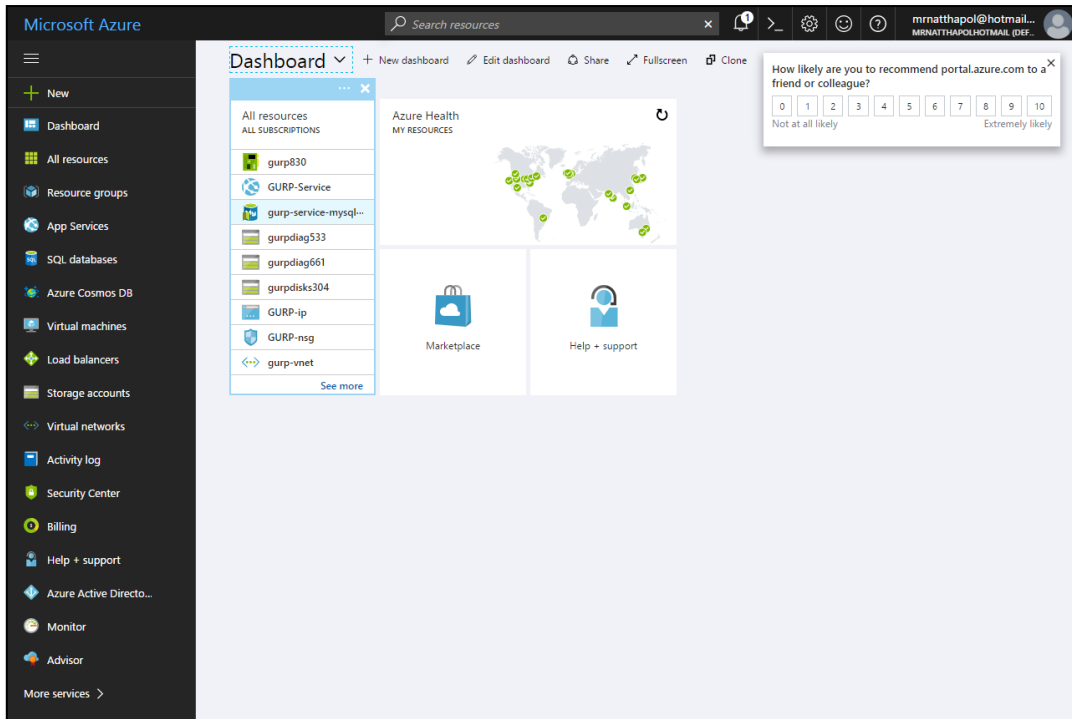 Microsoft Azure
Search resources
1
mrnatthapol@hotmail...
MRNATTHAPOLHOTMAIL (DEF...
New
Dashboard
All resources
Resource groups
App Services
SQL databases
Azure Cosmos DB
Virtual machines
Load balancers
Storage accounts
Virtual networks
Activity log
Security Center
Billing
Help + support
Azure Active Directo...
Monitor
Advisor
More services
Dashboard
New dashboard
Edit dashboard
Share
Fullscreen
Clone
All resources
ALL SUBSCRIPTIONS
gurp830
GURP-Service
gurp-service-mysql...
gurpdiag533
gurpdiag661
gurpdisks304
GURP-ip
GURP-nsg
gurp-vnet
See more
Azure Health
MY RESOURCES
Marketplace
Help + support
How likely are you to recommend portal.azure.com to a
friend or colleague?
0 1 2 3 4 5 6 7 8 9 10
Not at all likely Extremely likely